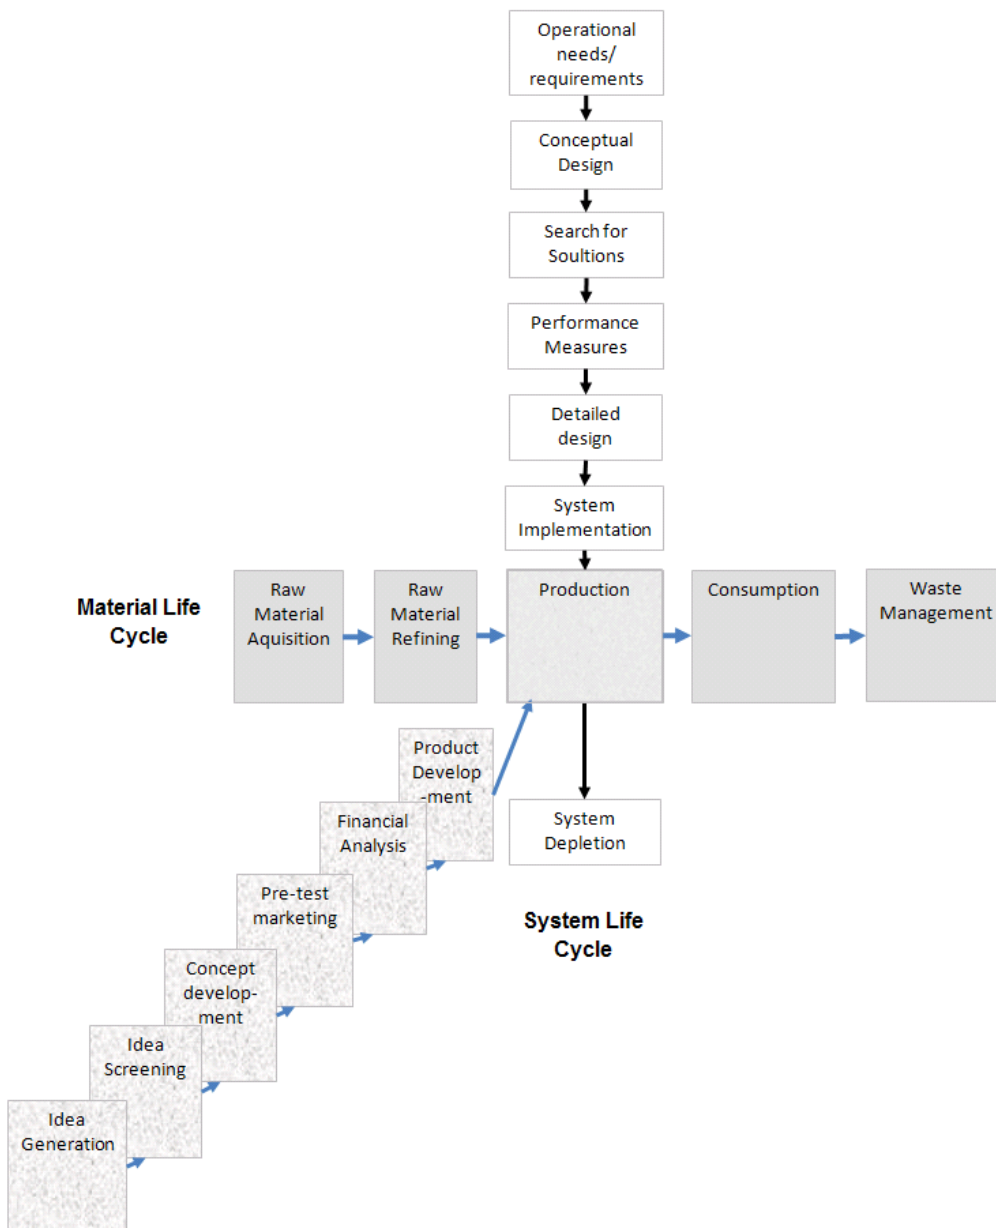 Operational
needs/
requirements
Conceptual
Design
Search for
Soultions
Performance
Measures
Detailed
design
System
Implementation
Material Life
Cycle
Raw
Material
Aquisition
Raw
Material
Refining
Production
Consumption
Waste
Management
Product
Develop
-ment
Financial
Analysis
Pre-test
marketing
Concept
develop-
ment
Idea
Screening
Idea
Generation
System
Depletion
System Life
Cycle